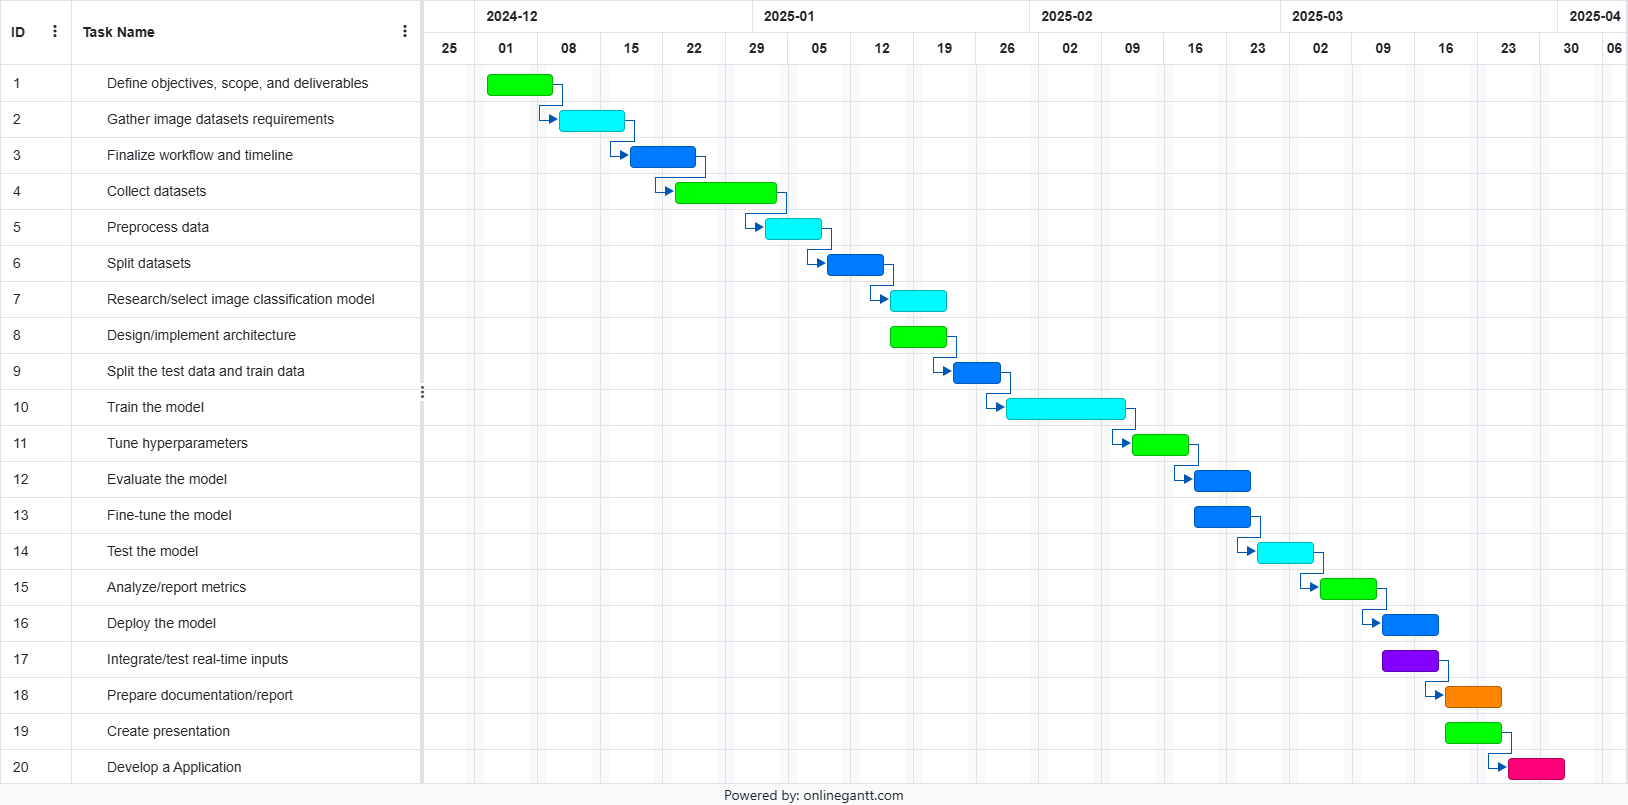 ID Task Name 2024-12 2025-01 2025-02 2025-03 2025-04
25 01 08 15 22 29 05 12 19 26 02 09 16 23 02 09 16 23 30 06
1 Define objectives, scope, and deliverables
2 Gather image datasets requirements
3 Finalize workflow and timeline
4 Collect datasets
5 Preprocess data
6 Split datasets
7 Research/select image classification model
8 Design/implement architecture
9 Split the test data and train data
10 Train the model
11 Tune hyperparameters
12 Evaluate the model
13 Fine-tune the model
14 Test the model
15 Analyze/report metrics
16 Deploy the model
17 Integrate/test real-time inputs
18 Prepare documentation/report
19 Create presentation
20 Develop a Application
Powered by: onlinegantt.com